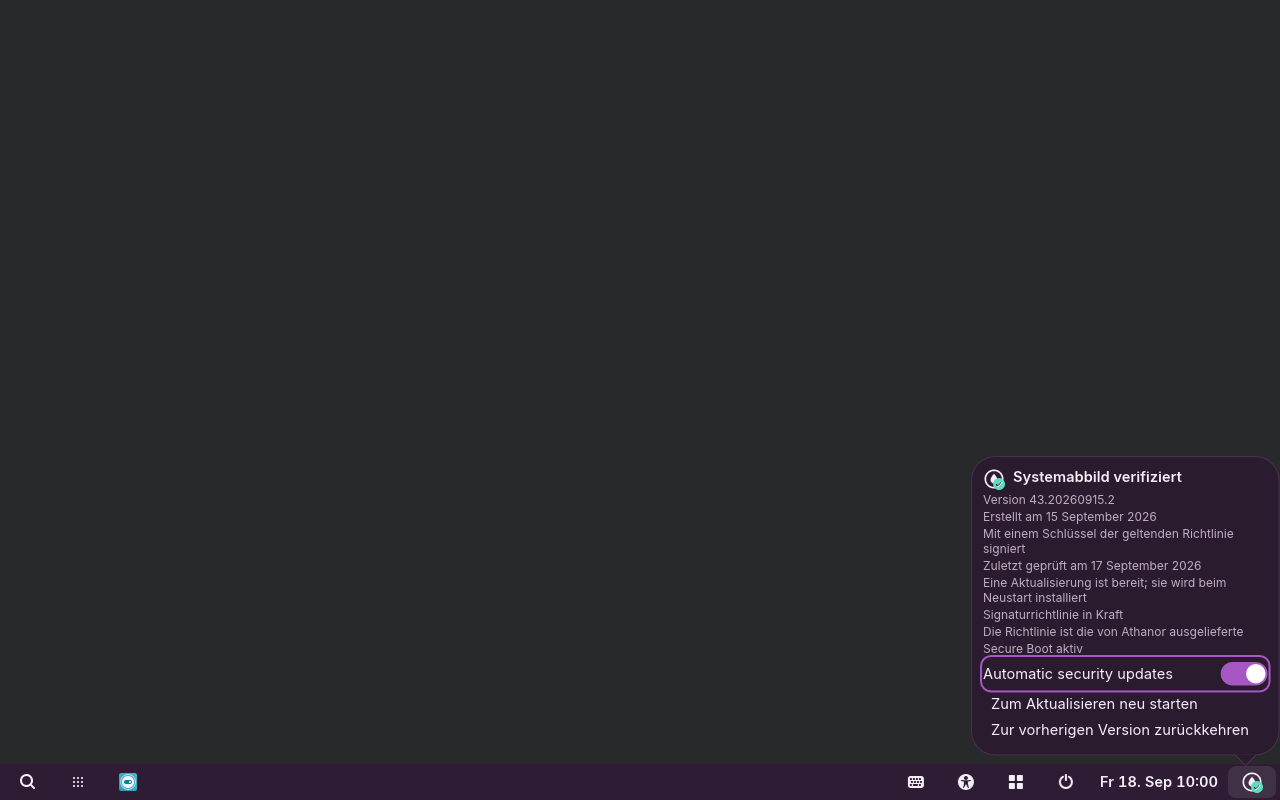 Systemabbild verifiziert
Version 43.20260915.2
Erstellt am 15 September 2026
Mit einem Schlüssel der geltenden Richtlinie
signiert
Zuletzt geprüft am 17 September 2026
Eine Aktualisierung ist bereit; sie wird beim
Neustart installiert
Signaturrichtlinie in Kraft
Die Richtlinie ist die von Athanor ausgelieferte
Secure Boot aktiv
Automatic security updates
Zum Aktualisieren neu starten
Zur vorherigen Version zurückkehren
Fr 18. Sep 10:00